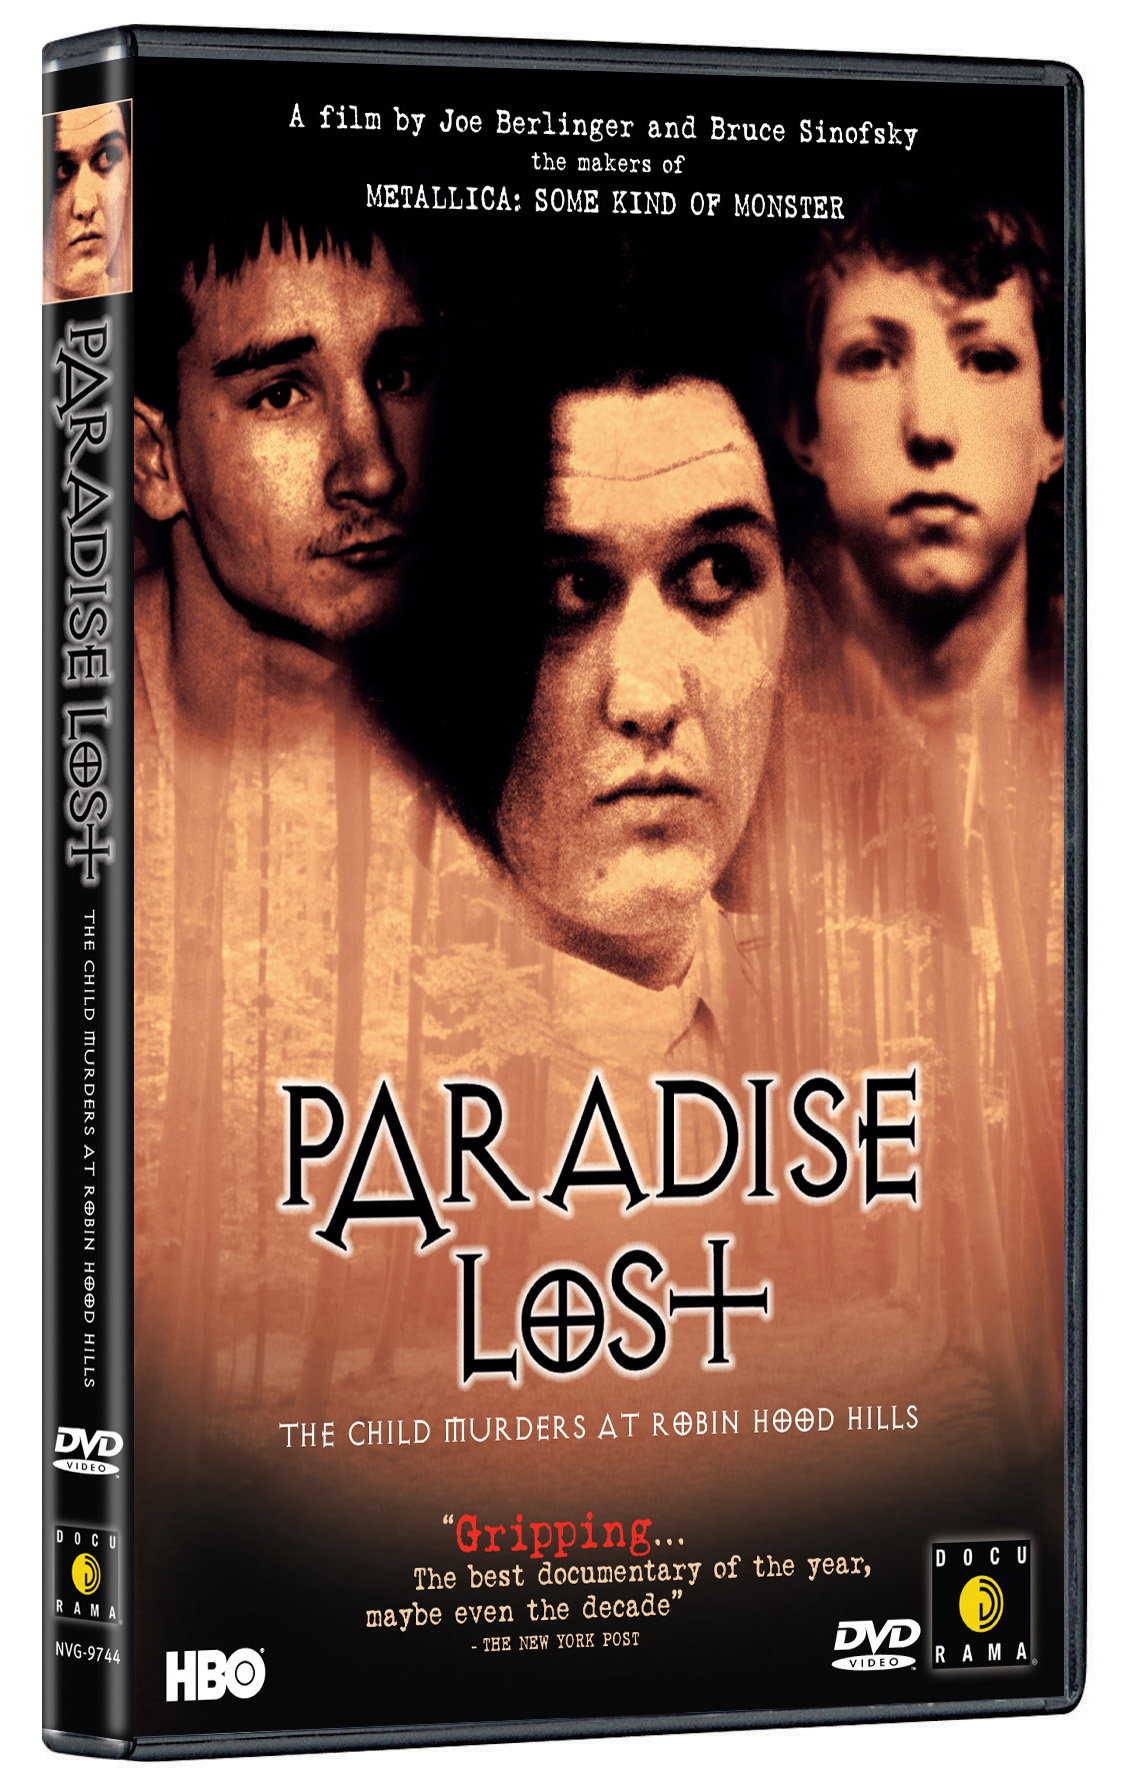 A film by Joe Berlinger and Bruce Sinofsky
the makers of
METALLICA: SOME KIND OF MONSTER
PARADISE
LOST
THE CHILD MURDERS AT ROBIN HOOD HILLS
“Gripping...
The best documentary of the year,
maybe even the decade”
- THE NEW YORK POST
HBO®
DVD
VIDEO™
DOCU
RAMA®
PARADISE LOST
THE CHILD MURDERS AT ROBIN HOOD HILLS
DVD
VIDEO™
DOCU
RAMA®
NVG-9744